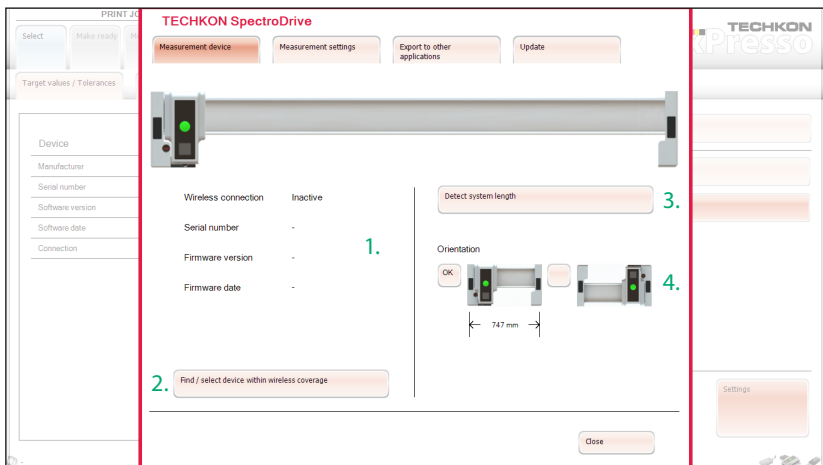 PRINT JO
TECHKON SpectroDrive
TECHKON
Select
Make ready
Measurement device
Measurement settings
Export to other
applications
Update
Target values / Tolerances
Device
Manufacturer
Serial number
Software version
Software date
Connection
Wireless connection Inactive
Serial number -
Firmware version -
Firmware date -
1.
Detect system length
3.
Orientation
OK
4.
747 mm
2.
Find / select device within wireless coverage
Settings
Close